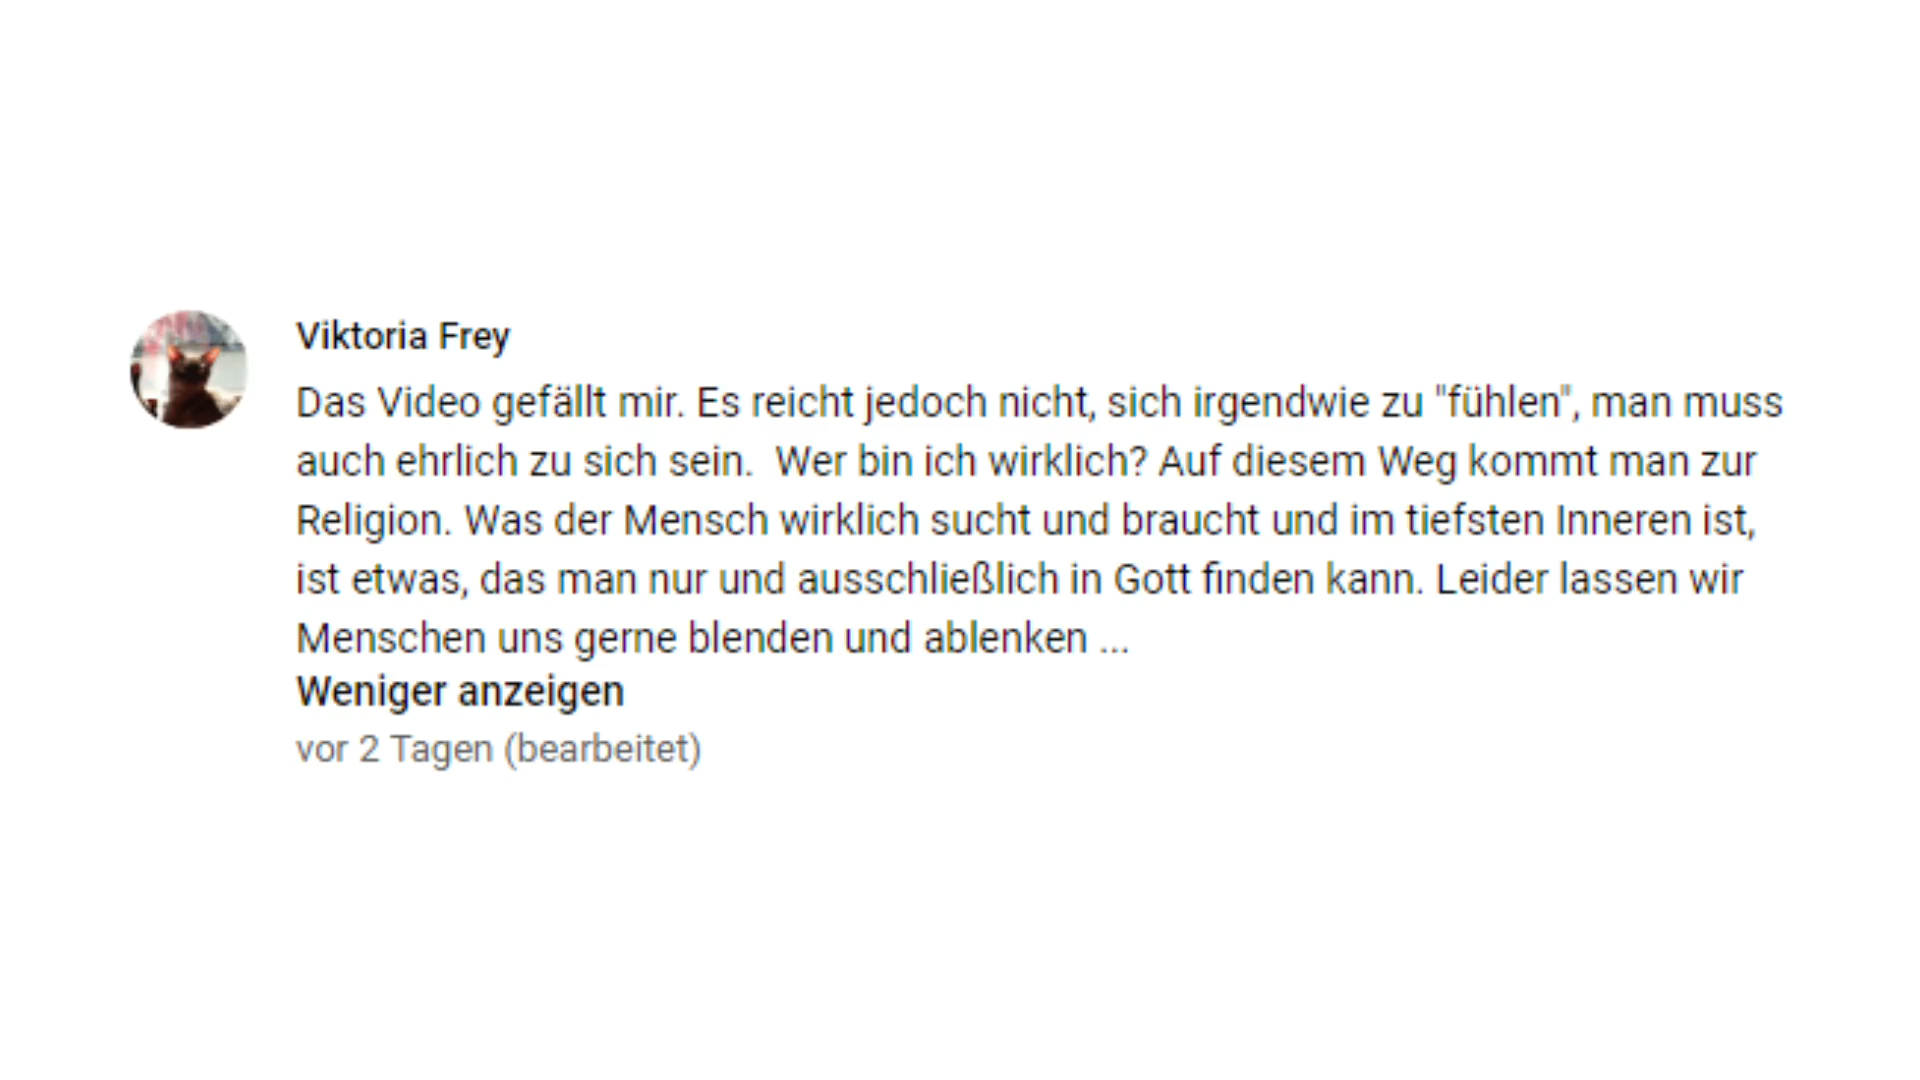 Viktoria Frey
Das Video gefällt mir. Es reicht jedoch nicht, sich irgendwie zu "fühlen", man muss
auch ehrlich zu sich sein.  Wer bin ich wirklich? Auf diesem Weg kommt man zur
Religion. Was der Mensch wirklich sucht und braucht und im tiefsten Inneren ist,
ist etwas, das man nur und ausschließlich in Gott finden kann. Leider lassen wir
Menschen uns gerne blenden und ablenken ...
Weniger anzeigen
vor 2 Tagen (bearbeitet)